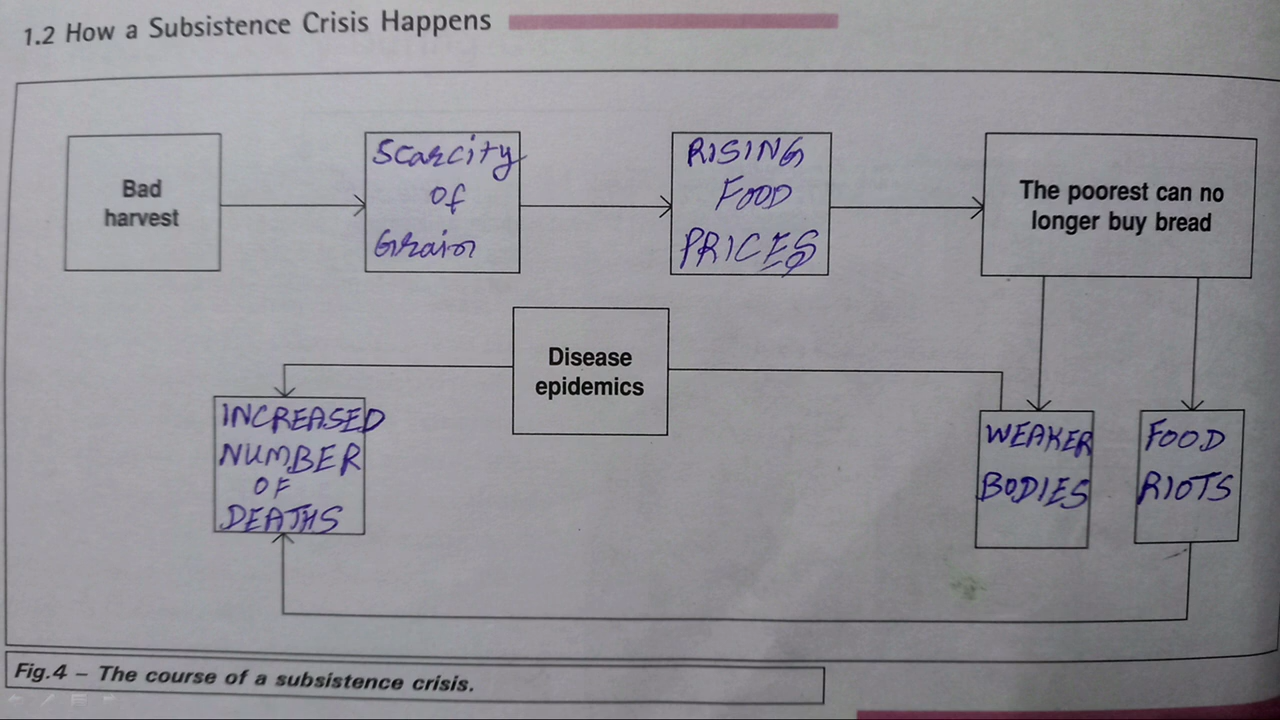 1.2 How a Subsistence Crisis Happens
Bad
harvest
Scarcity
of
Grain
RISING
FOOD
PRICES
The poorest can no
longer buy bread
Disease
epidemics
INCREASED
NUMBER
OF
DEATHS
WEAKER
BODIES
FOOD
RIOTS
Fig.4 – The course of a subsistence crisis.